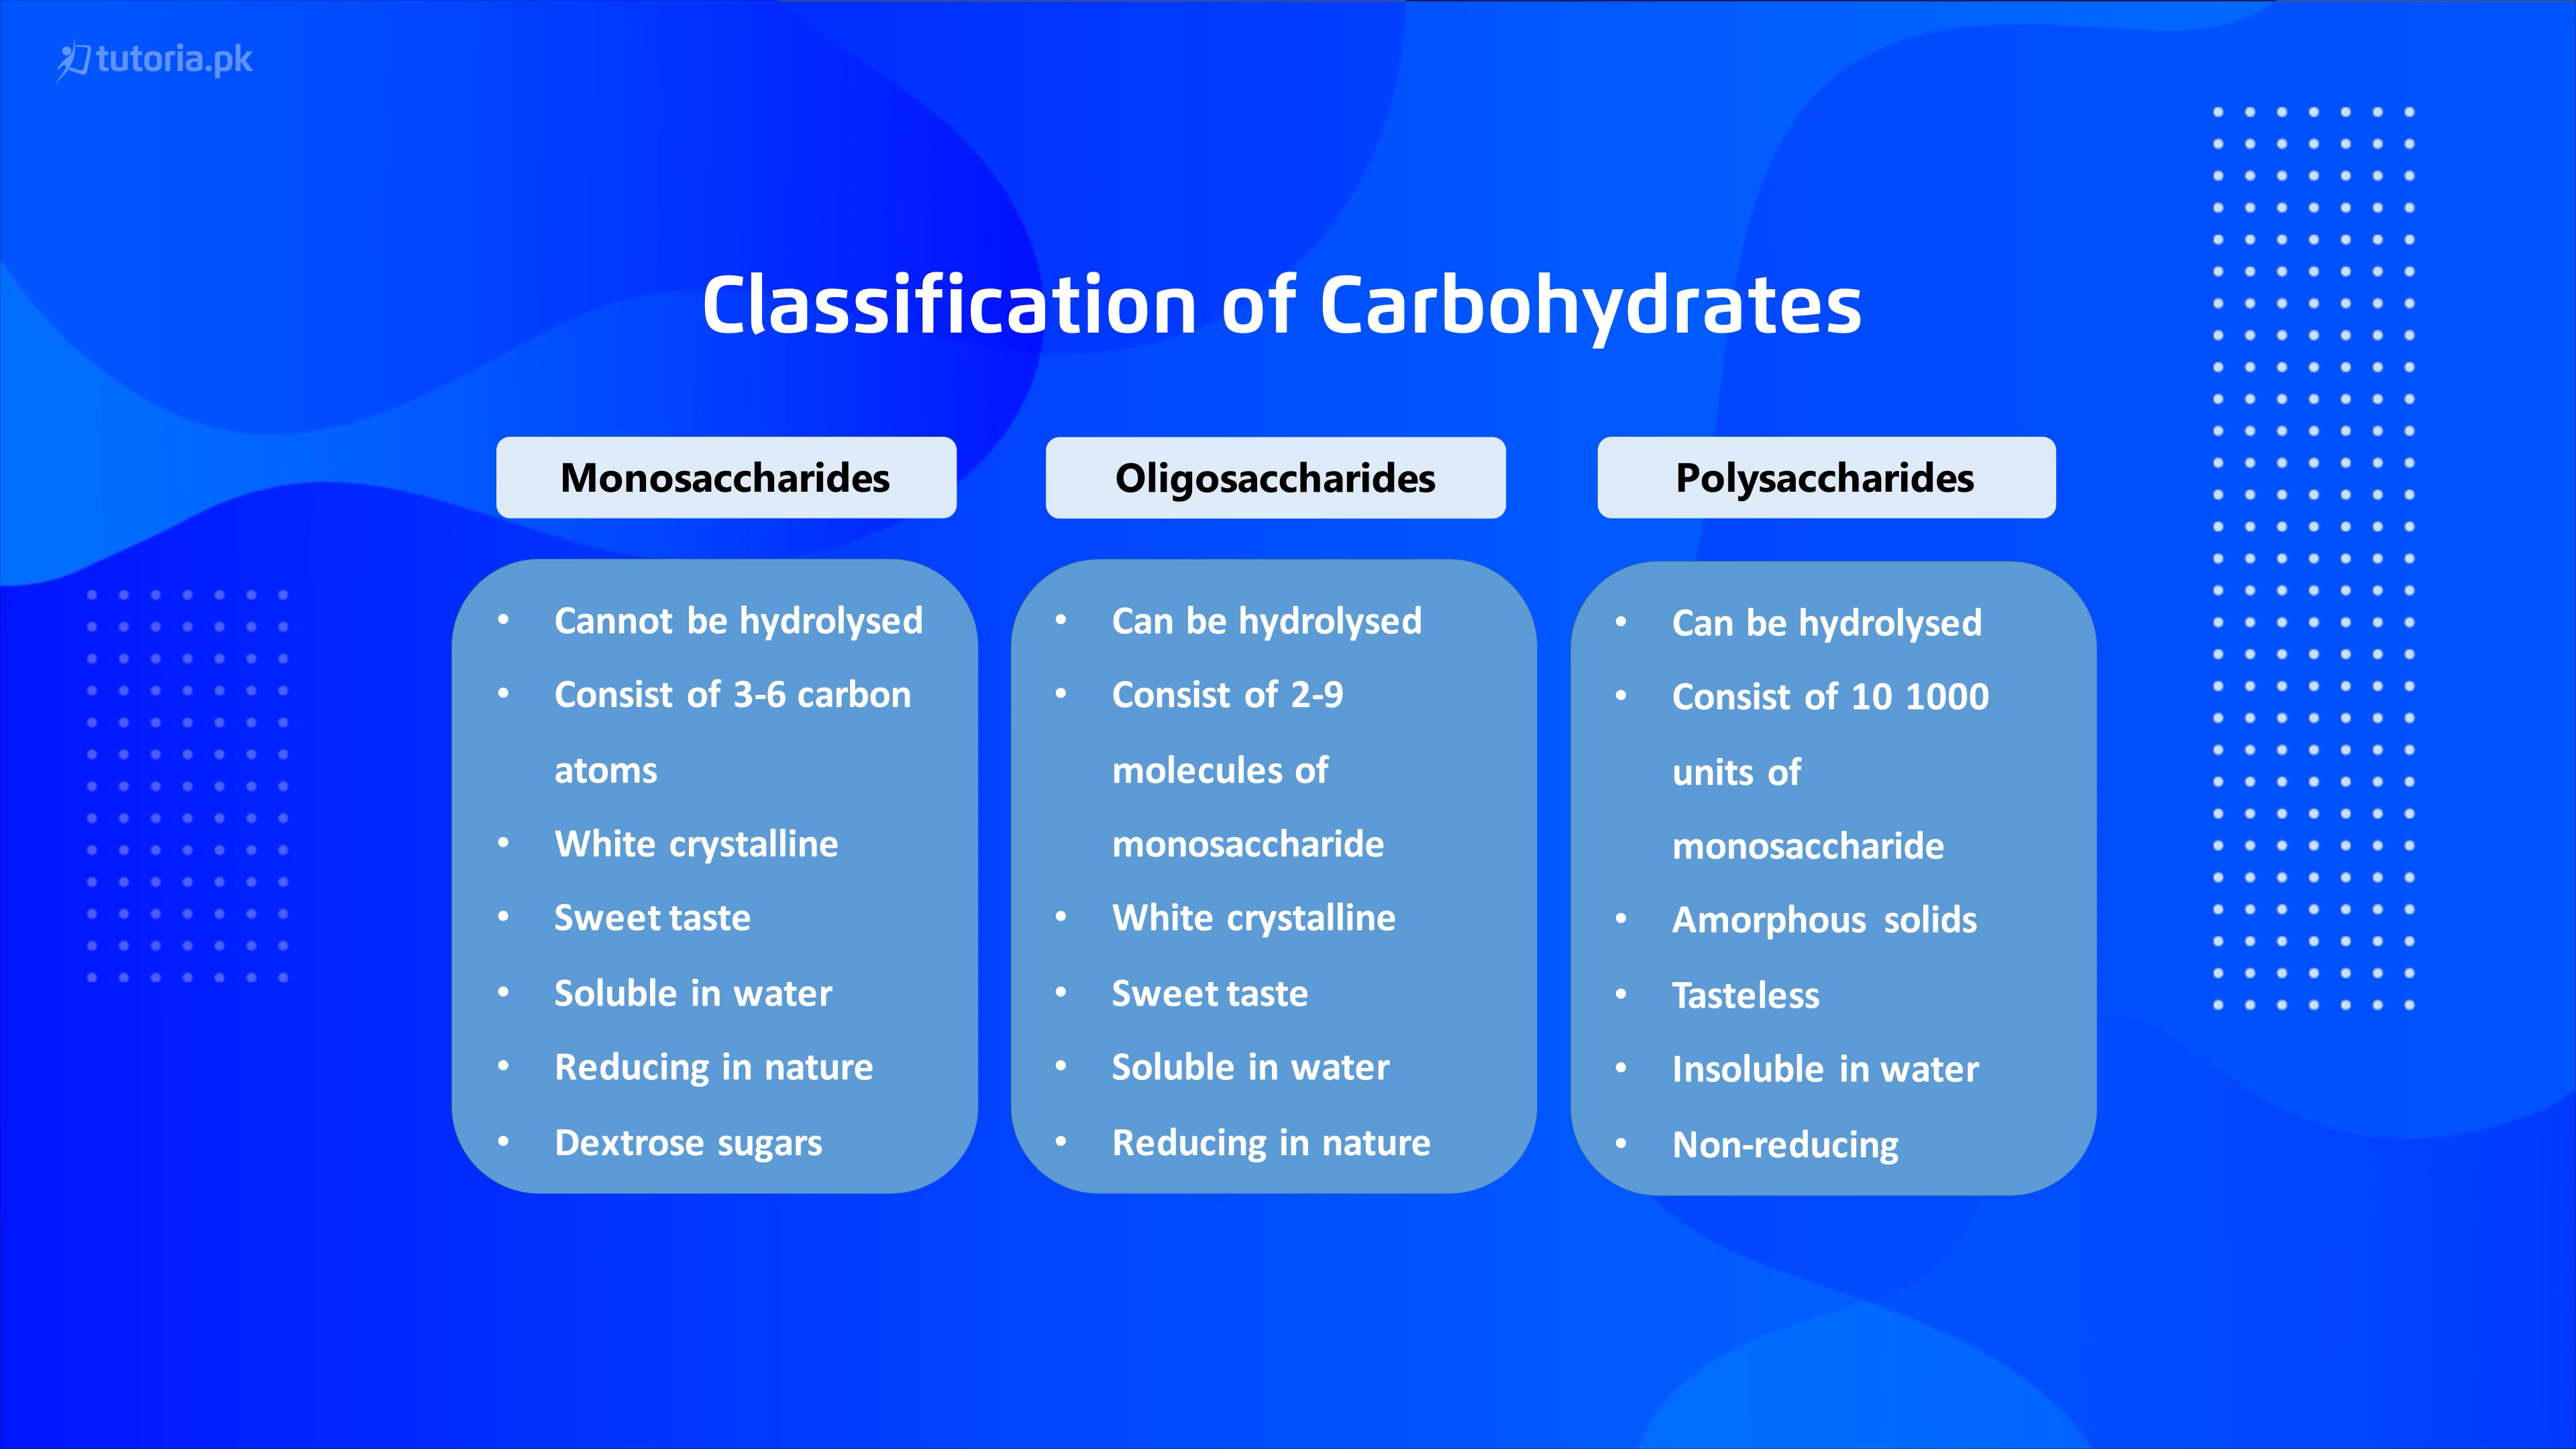 tutoria.pk
Classification of Carbohydrates
Monosaccharides
• Cannot be hydrolysed
• Consist of 3-6 carbon
atoms
• White crystalline
• Sweet taste
• Soluble in water
• Reducing in nature
• Dextrose sugars
Oligosaccharides
• Can be hydrolysed
• Consist of 2-9
molecules of
monosaccharide
• White crystalline
• Sweet taste
• Soluble in water
• Reducing in nature
Polysaccharides
• Can be hydrolysed
• Consist of 10 1000
units of
monosaccharide
• Amorphous solids
• Tasteless
• Insoluble in water
• Non-reducing